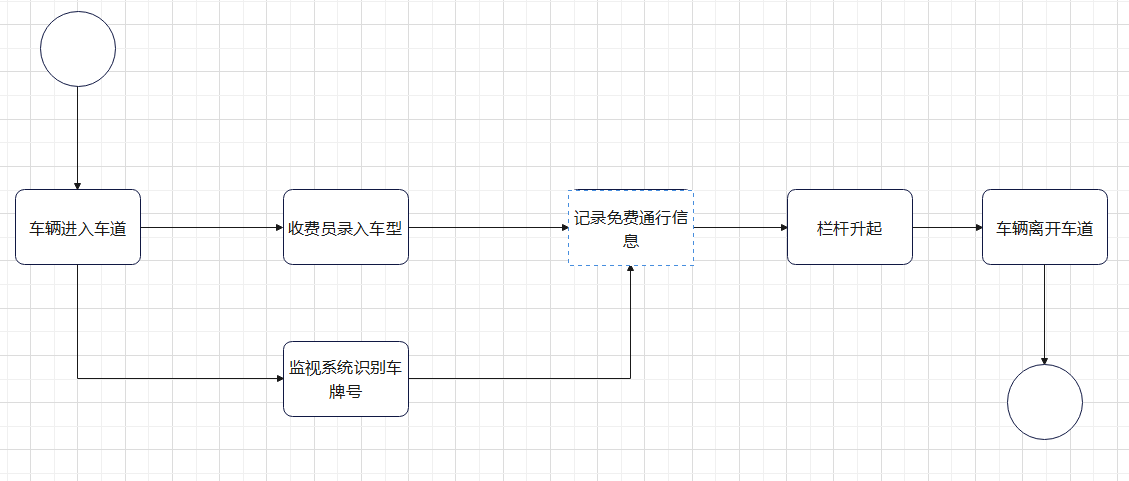 车辆进入车道
收费员录入车型
记录免费通行信
息
栏杆升起
车辆离开车道
监视系统识别车
牌号